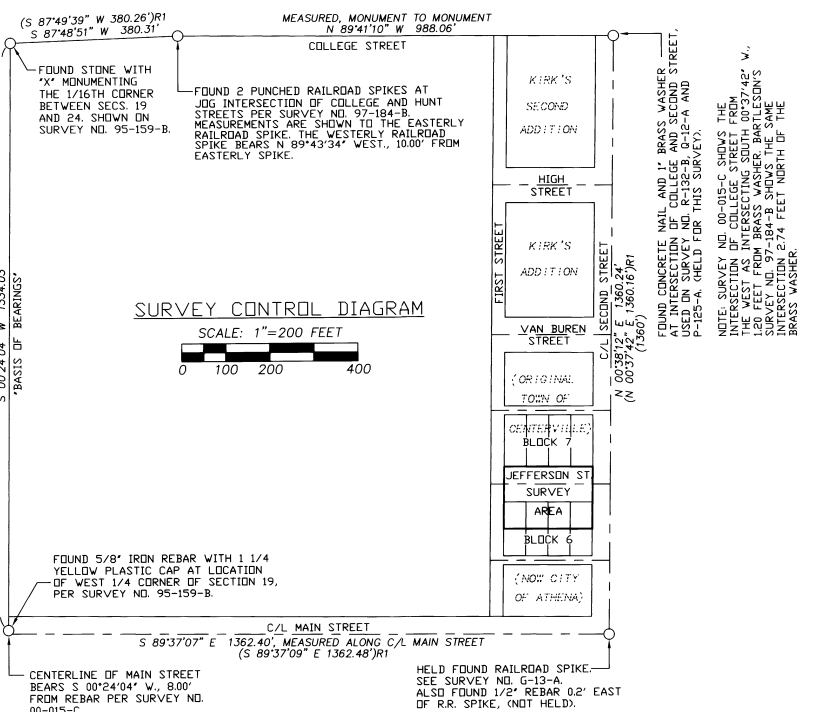 (S 87°49'39" W 380.26')R1
S 87°48'51" W 380.31'
MEASURED, MONUMENT TO MONUMENT
N 89°41'10" W 988.06'
COLLEGE STREET
FOUND STONE WITH
"X" MONUMENTING
THE 1/16TH CORNER
BETWEEN SECS. 19
AND 24. SHOWN ON
SURVEY NO. 95-159-B.
FOUND 2 PUNCHED RAILROAD SPIKES AT
JOG INTERSECTION OF COLLEGE AND HUNT
STREETS PER SURVEY NO. 97-184-B.
MEASUREMENTS ARE SHOWN TO THE EASTERLY
RAILROAD SPIKE. THE WESTERLY RAILROAD
SPIKE BEARS N 89°43'34" WEST., 10.00' FROM
EASTERLY SPIKE.
KIRK'S
SECOND
ADDITION
HIGH
STREET
FIRST STREET
KIRK'S
ADDITION
C/L SECOND STREET
N 00°38'12" E 1360.24'
(N 00°37'42" E 1360.16')R1
(1360')
FOUND CONCRETE NAIL AND 1" BRASS WASHER
AT INTERSECTION OF COLLEGE AND SECOND STREET,
USED ON SURVEY NO. R-132-B, Q-12-A AND
P-125-A. (HELD FOR THIS SURVEY).
NOTE: SURVEY NO. 00-015-C SHOWS THE
INTERSECTION OF COLLEGE STREET FROM
THE WEST AS INTERSECTING SOUTH 00°37'42" W.,
1.20 FEET FROM BRASS WASHER. BARTLESON'S
SURVEY NO. 97-184-B SHOWS THE SAME
INTERSECTION 2.74 FEET NORTH OF THE
BRASS WASHER.
"BASIS OF BEARINGS"
SURVEY CONTROL DIAGRAM
SCALE: 1"=200 FEET
0 100 200 400
VAN BUREN
STREET
(ORIGINAL
TOWN OF
CENTERVILLE)
BLOCK 7
JEFFERSON ST.
SURVEY
AREA
BLOCK 6
(NOW CITY
OF ATHENA)
FOUND 5/8" IRON REBAR WITH 1 1/4
YELLOW PLASTIC CAP AT LOCATION
OF WEST 1/4 CORNER OF SECTION 19,
PER SURVEY NO. 95-159-B.
C/L MAIN STREET
S 89°37'07" E 1362.40', MEASURED ALONG C/L MAIN STREET
(S 89°37'09" E 1362.48')R1
CENTERLINE OF MAIN STREET
BEARS S 00°24'04" W., 8.00'
FROM REBAR PER SURVEY NO.
00-015-C
HELD FOUND RAILROAD SPIKE.
SEE SURVEY NO. G-13-A.
ALSO FOUND 1/2" REBAR 0.2' EAST
OF R.R. SPIKE, (NOT HELD).